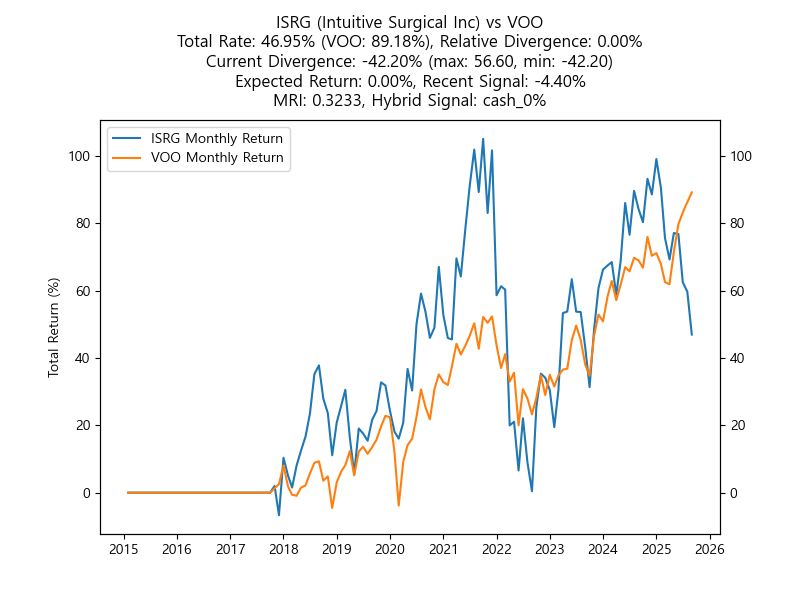 ISRG (Intuitive Surgical Inc) vs VOO
Total Rate: 46.95% (VOO: 89.18%), Relative Divergence: 0.00%
Current Divergence: -42.20% (max: 56.60, min: -42.20)
Expected Return: 0.00%, Recent Signal: -4.40%
MRI: 0.3233, Hybrid Signal: cash_0%
ISRG Monthly Return
VOO Monthly Return
Total Return (%)
100
80
60
40
20
0
100
80
60
40
20
0
2015 2016 2017 2018 2019 2020 2021 2022 2023 2024 2025 2026